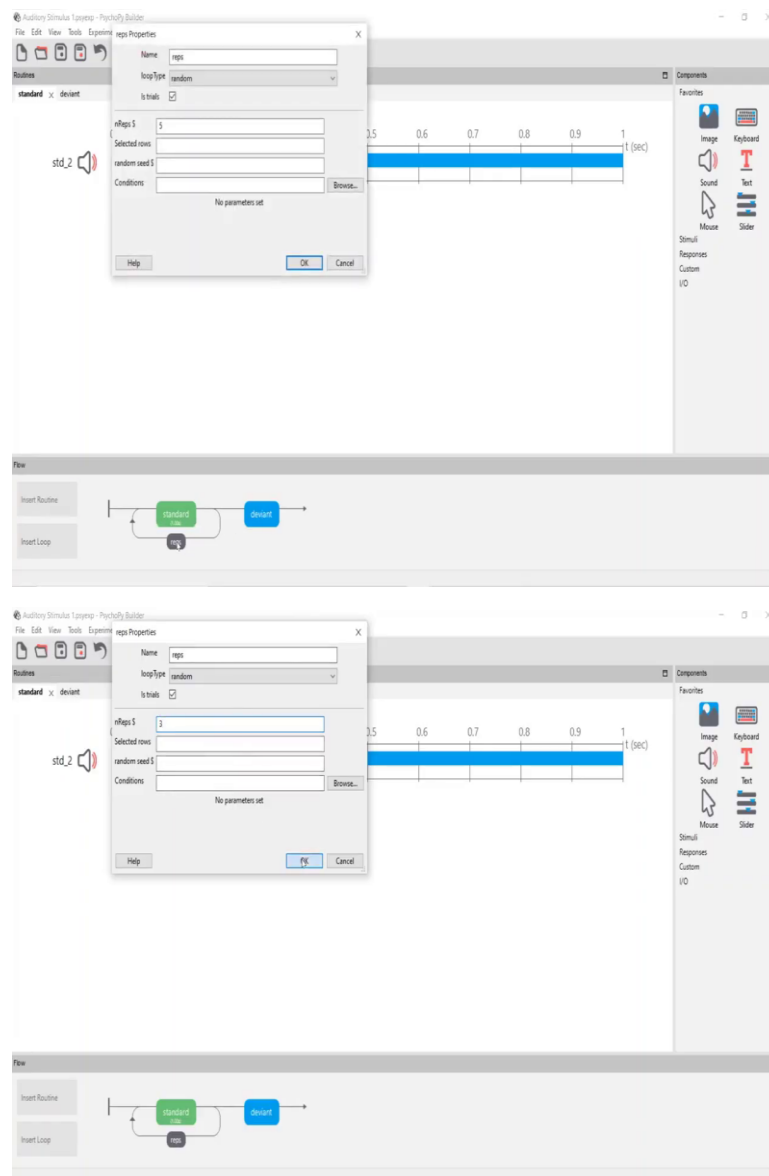 Auditory Stimulus 1.psyexp - PsychoPy Builder
File Edit View Tools Experime
reps Properties
Name reps
loopType random
Is trials
nReps $ 5
Selected rows
random seed $
Conditions Browse...
No parameters set
Help OK Cancel
Routines
standard x deviant
std_2
0.5 0.6 0.7 0.8 0.9 1
t (sec)
Components
Favorites
Image Keyboard
Sound Text
Mouse Slider
Stimuli
Responses
Custom
I/O
Flow
Insert Routine
Insert Loop
standard
deviant
reps
Auditory Stimulus 1.psyexp - PsychoPy Builder
File Edit View Tools Experime
reps Properties
Name reps
loopType random
Is trials
nReps $ 3
Selected rows
random seed $
Conditions Browse...
No parameters set
Help OK Cancel
Routines
standard x deviant
std_2
0.5 0.6 0.7 0.8 0.9 1
t (sec)
Components
Favorites
Image Keyboard
Sound Text
Mouse Slider
Stimuli
Responses
Custom
I/O
Flow
Insert Routine
Insert Loop
standard
deviant
reps